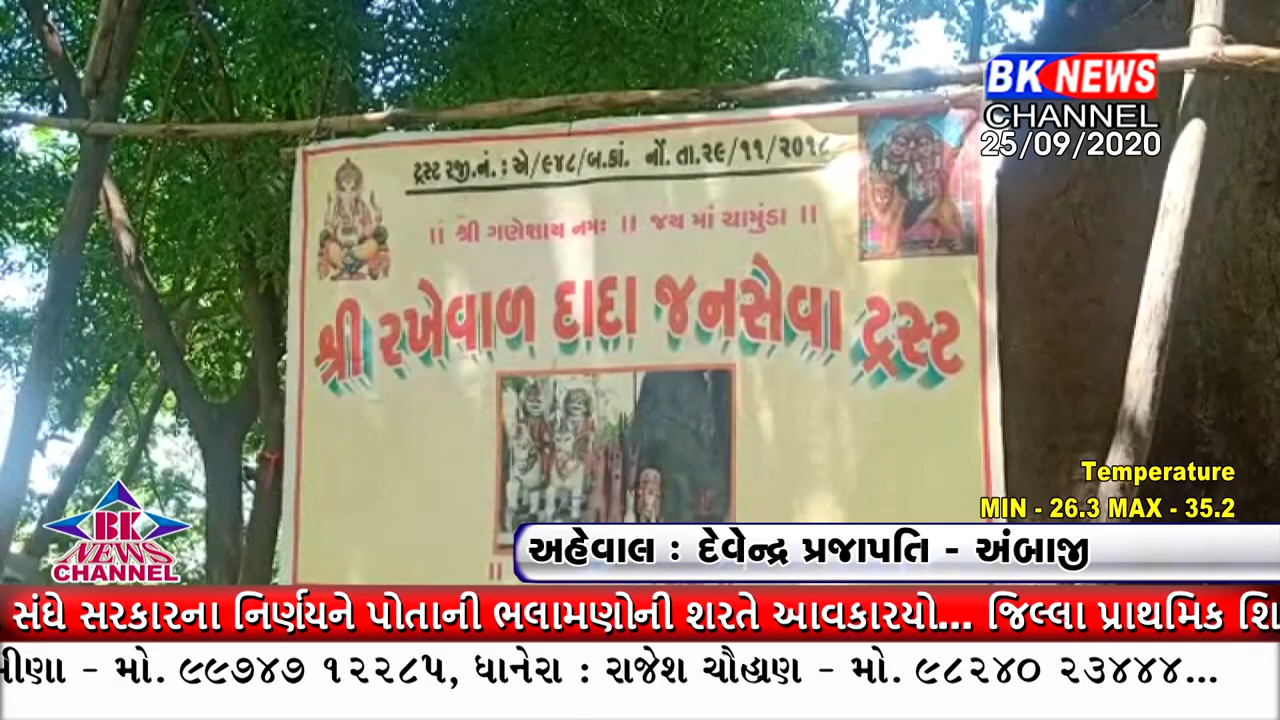 BK NEWS
CHANNEL
25/09/2020
ટ્રસ્ટ રજી.નં. : એ/૯૪૮/બ.કાં. નોં.તા.૨૯/૧૧/૨૦૧૮
॥ શ્રી ગણેશાય નમઃ ॥ જય માં ચામુંડા ॥
શ્રી રખેવાળ દાદા જનસેવા ટ્રસ્ટ
Temperature
MIN - 26.3 MAX - 35.2
અહેવાલ : દેવેન્દ્ર પ્રજાપતિ - અંબાજી
BK
NEWS
CHANNEL
સંઘે સરકારના નિર્ણયને પોતાની ભલામણોની શરતે આવકારયો... જિલ્લા પ્રાથમિક શિ
મીણા - મો. ૯૯૭૪૭ ૧૨૨૮૫, ધાનેરા : રાજેશ ચૌહાણ - મો. ૯૮૨૪૦ ૨૩૪૪૪...